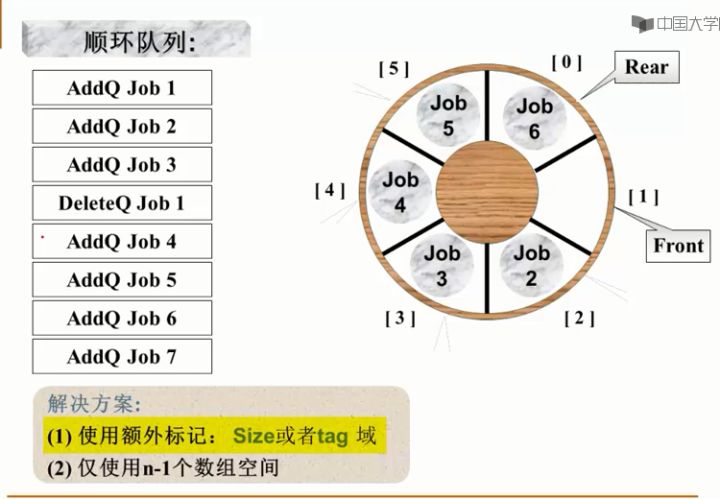 中国大学
顺环队列:
AddQ Job 1
AddQ Job 2
AddQ Job 3
DeleteQ Job 1
AddQ Job 4
AddQ Job 5
AddQ Job 6
AddQ Job 7
[ 5 ]
[ 0 ]
Rear
Job
5
Job
6
[ 4 ]
Job
4
[ 1 ]
Front
Job
3
Job
2
[ 3 ]
[ 2 ]
解决方案:
(1) 使用额外标记: Size或者tag 域
(2) 仅使用n-1个数组空间